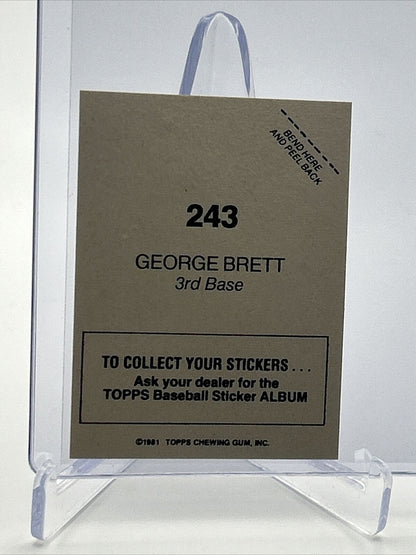 BEND HERE
AND PEEL BACK
243
GEORGE BRETT
3rd Base
TO COLLECT YOUR STICKERS...
Ask your dealer for the
TOPPS Baseball Sticker ALBUM
©1981 TOPPS CHEWING GUM, INC.